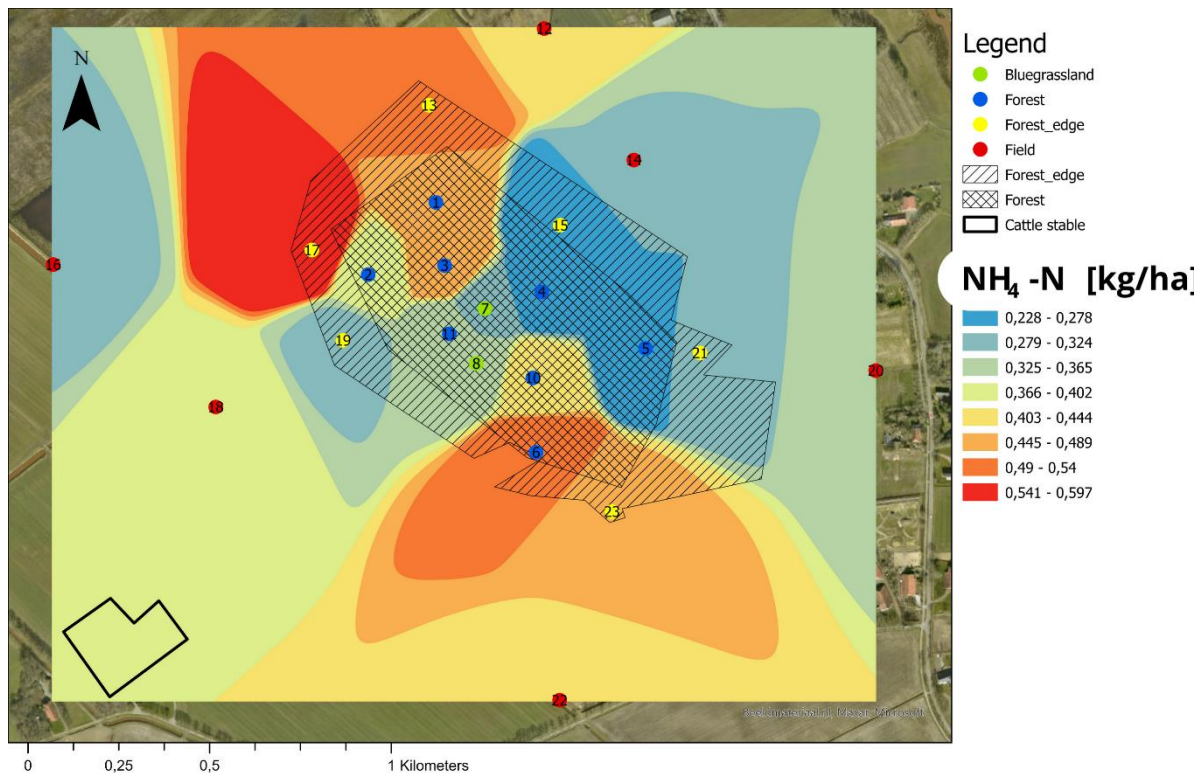 12
N
13
14
1
15
17
3
16
2
4
7
19
11
5
21
8
20
10
18
6
23
22
Beeldmateriaal.nl, Maxar, Microsoft
0
0,25
0,5
1 Kilometers
Legend
Bluegrassland
Forest
Forest_edge
Field
Forest_edge
Forest
Cattle stable
NH₄ -N [kg/ha]
0,228 - 0,278
0,279 - 0,324
0,325 - 0,365
0,366 - 0,402
0,403 - 0,444
0,445 - 0,489
0,49 - 0,54
0,541 - 0,597